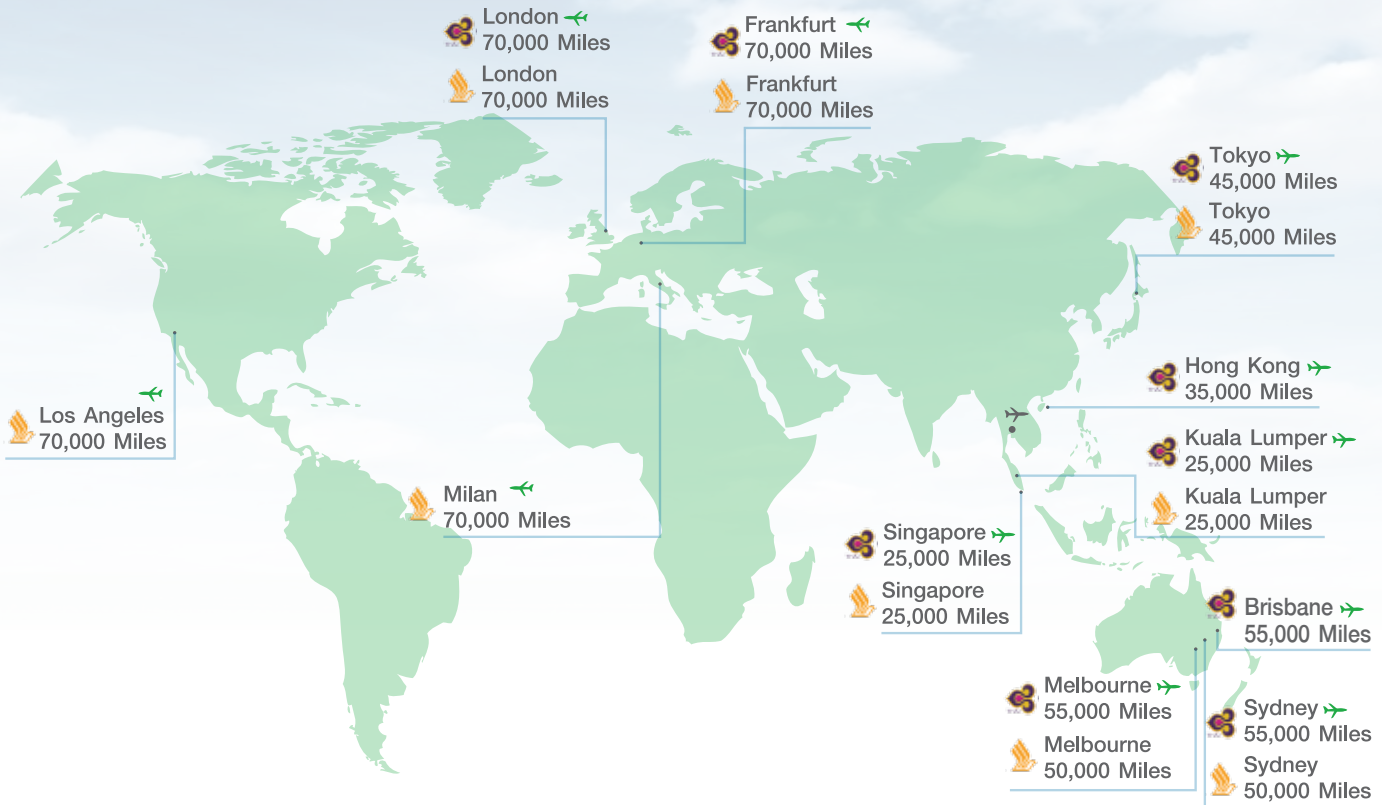 London
70,000 Miles
London
70,000 Miles
Frankfurt
70,000 Miles
Frankfurt
70,000 Miles
Tokyo
45,000 Miles
Tokyo
45,000 Miles
Hong Kong
35,000 Miles
Los Angeles
70,000 Miles
Kuala Lumper
25,000 Miles
Kuala Lumper
25,000 Miles
Milan
70,000 Miles
Singapore
25,000 Miles
Singapore
25,000 Miles
Brisbane
55,000 Miles
Melbourne
55,000 Miles
Melbourne
50,000 Miles
Sydney
55,000 Miles
Sydney
50,000 Miles